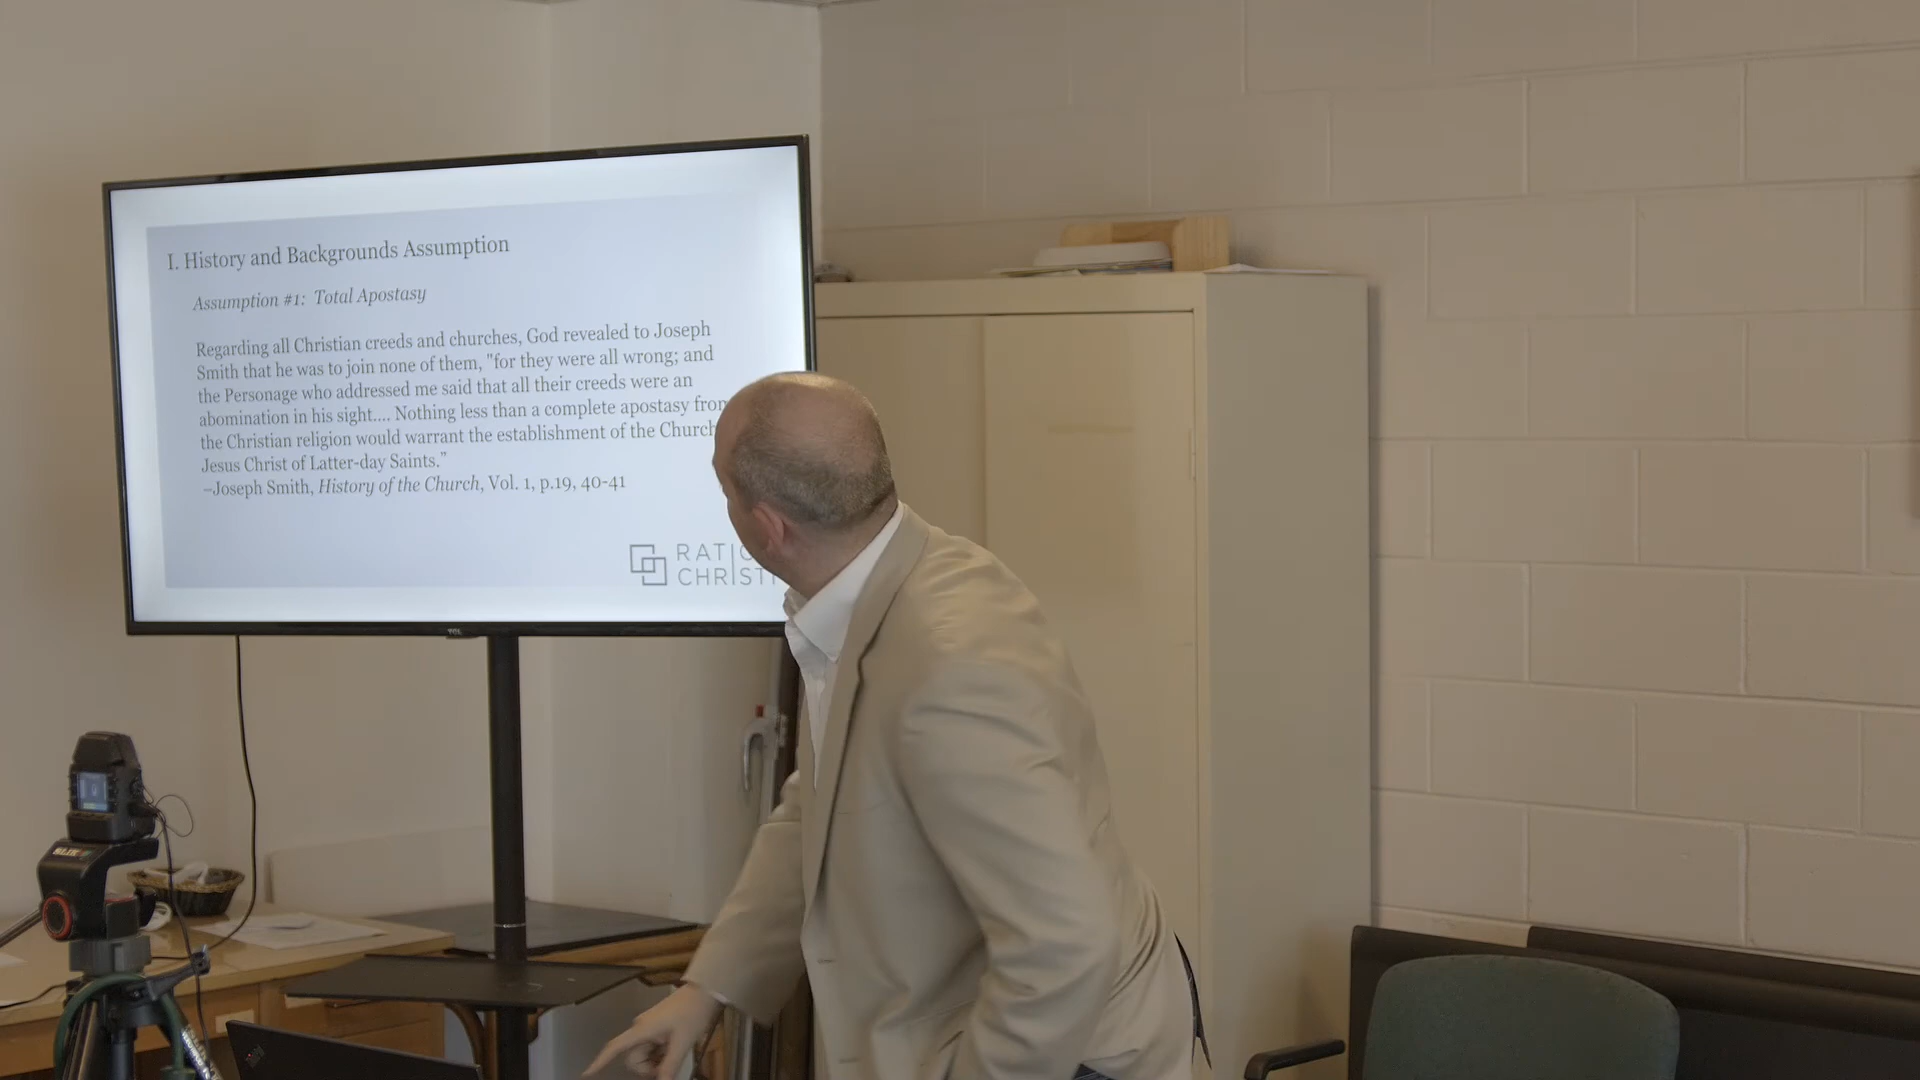 I. History and Backgrounds Assumption
Assumption #1: Total Apostasy
Regarding all Christian creeds and churches, God revealed to Joseph
Smith that he was to join none of them, "for they were all wrong; and
the Personage who addressed me said that all their creeds were an
abomination in his sight.... Nothing less than a complete apostasy from
the Christian religion would warrant the establishment of the Church
Jesus Christ of Latter-day Saints."
–Joseph Smith, History of the Church, Vol. 1, p.19, 40-41
RATIO
CHRISTI
TCL